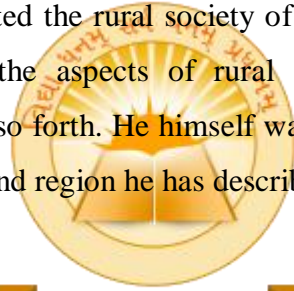 ted the rural society of
the aspects of rural
so forth. He himself wa
nd region he has describ